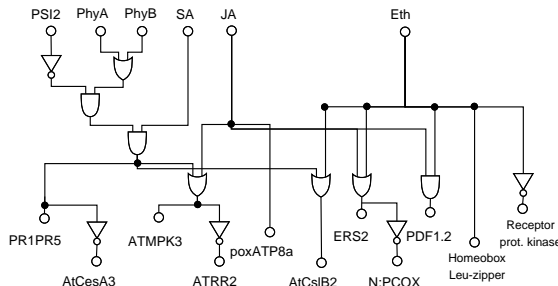 PSI2 PhyA PhyB SA JA Eth
PR1PR5 ATMPK3 poxATP8a ERS2 PDF1.2 Receptor
prot. kinase
Homeobox
Leu-zipper
AtCesA3 ATRR2 AtCslB2 N:PCOX